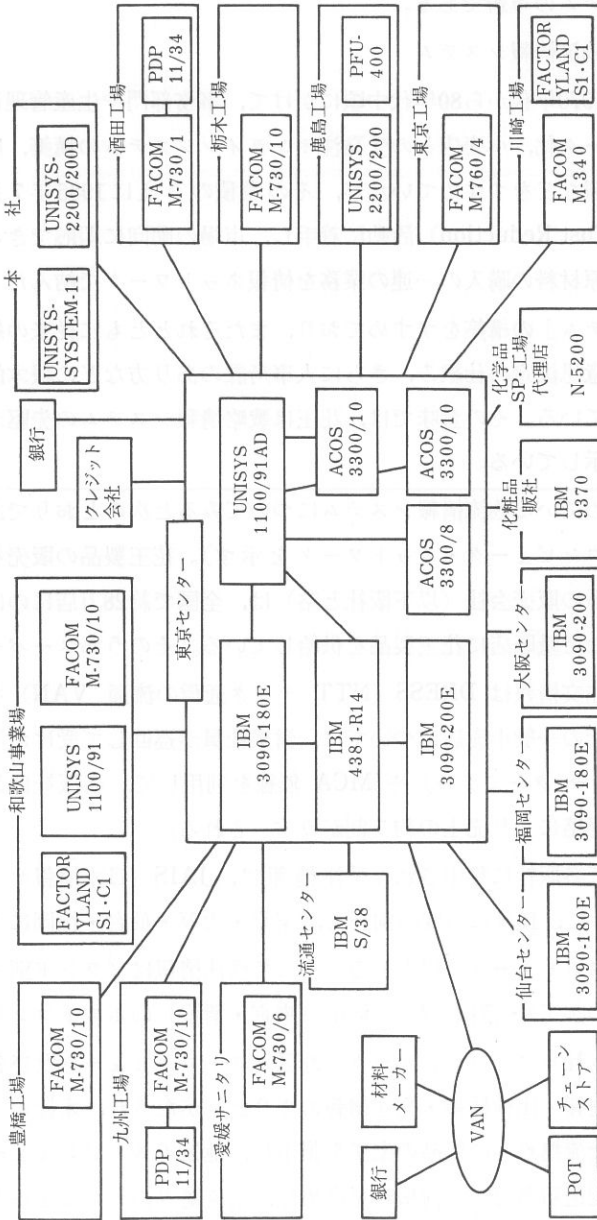 豊橋工場
FACOM
M-730/10
九州工場
PDP
11/34
FACOM
M-730/10
愛媛サニタリ
FACOM
M-730/6
和歌山事業場
FACTOR
YLAND
S1・C1
UNISYS
1100/91
FACOM
M-730/10
銀行
クレジット
会社
本 社
UNISYS-
SYSTEM-11
UNISYS-
2200/200D
酒田工場
FACOM
M-730/1
PDP
11/34
栃木工場
FACOM
M-730/10
鹿島工場
UNISYS
2200/200
PFU-
400
東京工場
FACOM
M-760/4
川崎工場
FACOM
M-340
FACTOR
YLAND
S1・C1
東京センタ
IBM
3090-180E
UNISYS
1100/91AD
IBM
4381-R14
ACOS
3300/10
IBM
3090-200E
ACOS
3300/8
ACOS
3300/10
流通センター
IBM
S/38
銀行
材料
メーカー
VAN
POT
チェーン
ストア
仙台センター
IBM
3090-180E
福岡センタ
IBM
3090-180E
大阪センタ
IBM
3090-200
化粧品
販社
IBM
9370
化学品
SP・工場
代理店
N-5200